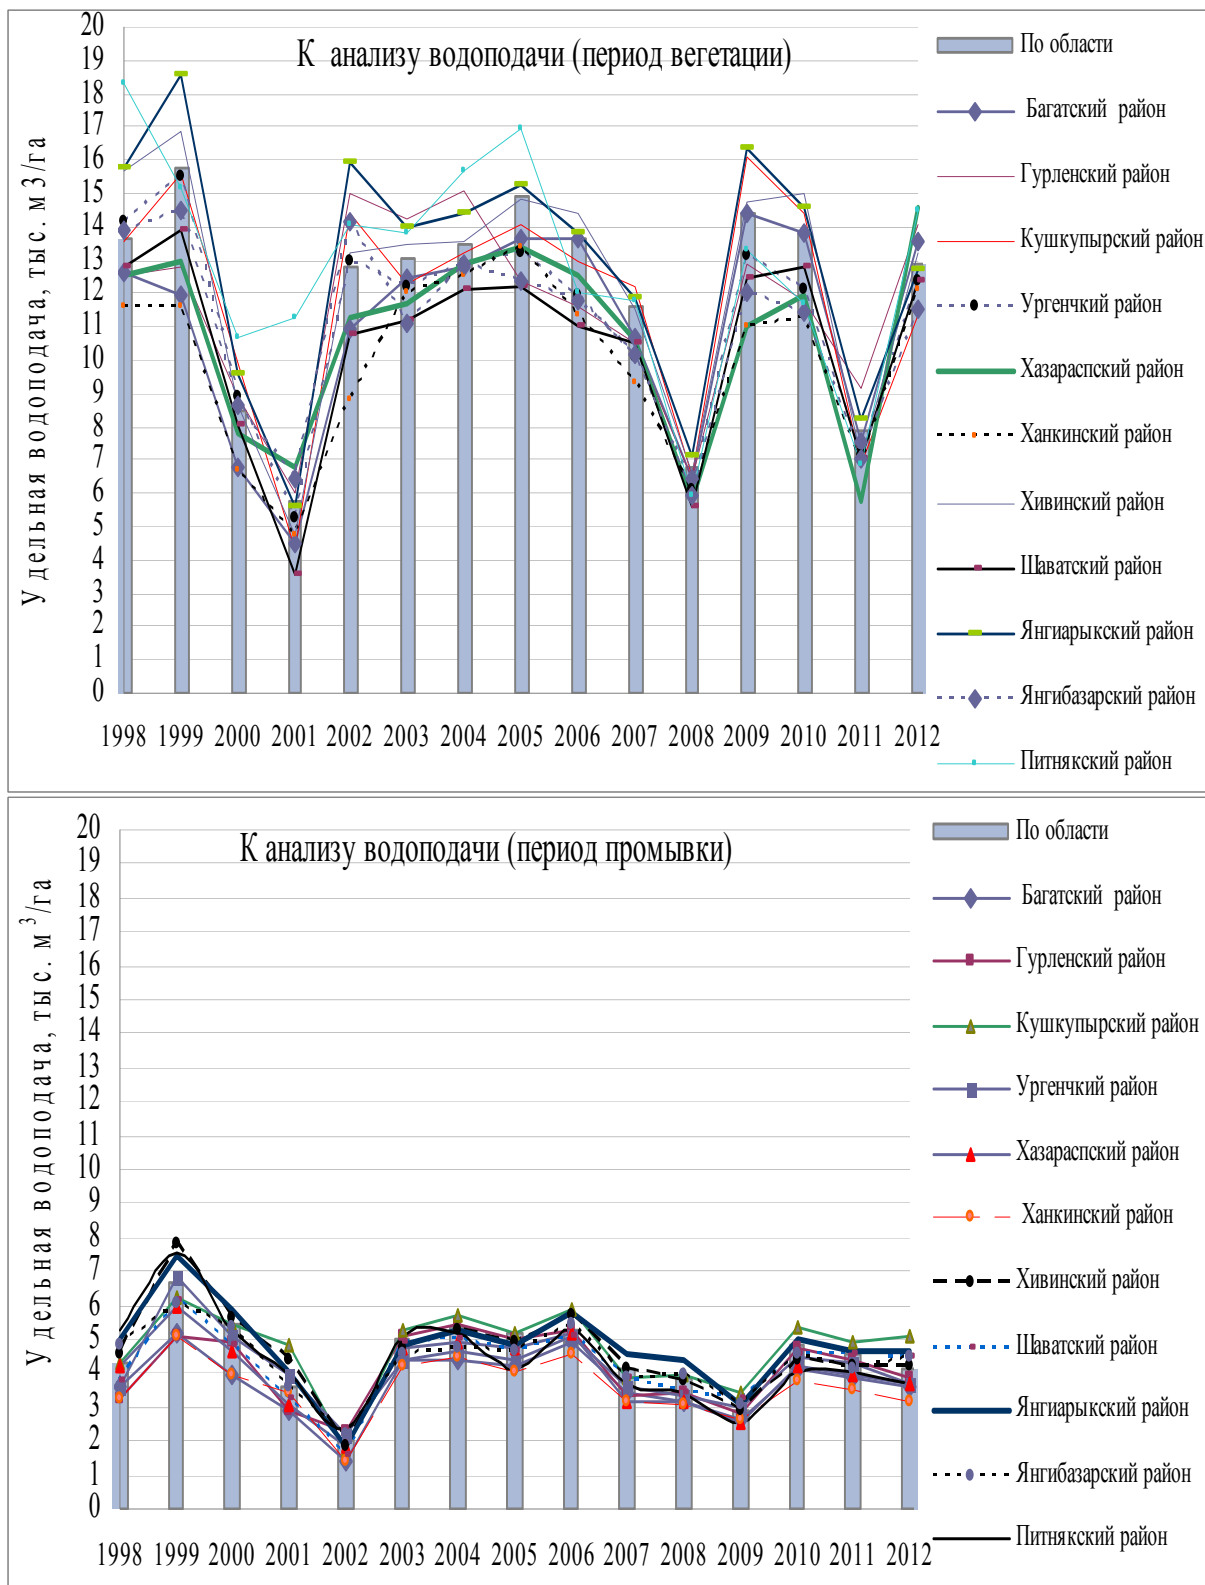 К анализу водоподачи (период вегетации)
Удельная водоподача, тыс. м3/га
20
19
18
17
16
15
14
13
12
11
10
9
8
7
6
5
4
3
2
1
0
1998 1999 2000 2001 2002 2003 2004 2005 2006 2007 2008 2009 2010 2011 2012
По области
Багатский район
Гурленский район
Кушкупырский район
Ургенчкий район
Хазараспский район
Ханкинский район
Хивинский район
Шаватский район
Янгиарыкский район
Янгибазарский район
Питнякский район
К анализу водоподачи (период промывки)
Удельная водоподача, тыс. м³/га
20
19
18
17
16
15
14
13
12
11
10
9
8
7
6
5
4
3
2
1
0
1998 1999 2000 2001 2002 2003 2004 2005 2006 2007 2008 2009 2010 2011 2012
По области
Багатский район
Гурленский район
Кушкупырский район
Ургенчкий район
Хазараспский район
Ханкинский район
Хивинский район
Шаватский район
Янгиарыкский район
Янгибазарский район
Питнякский район